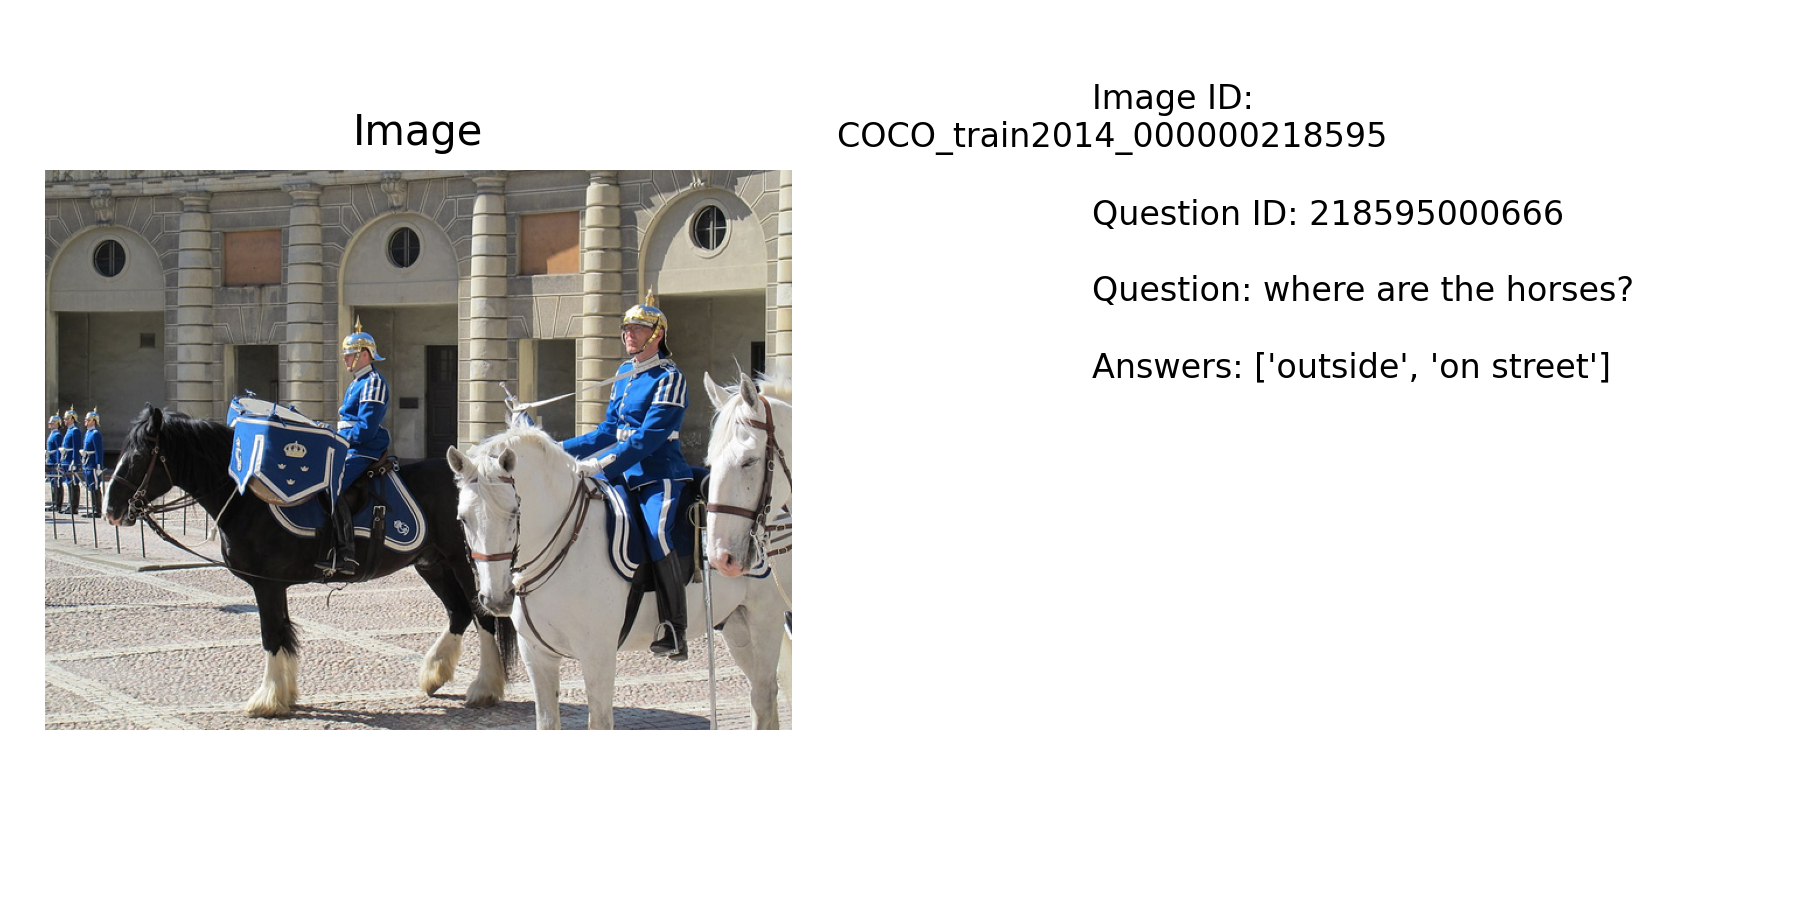 Image
Image ID:
COCO_train2014_000000218595
Question ID: 218595000666
Question: where are the horses?
Answers: ['outside', 'on street']